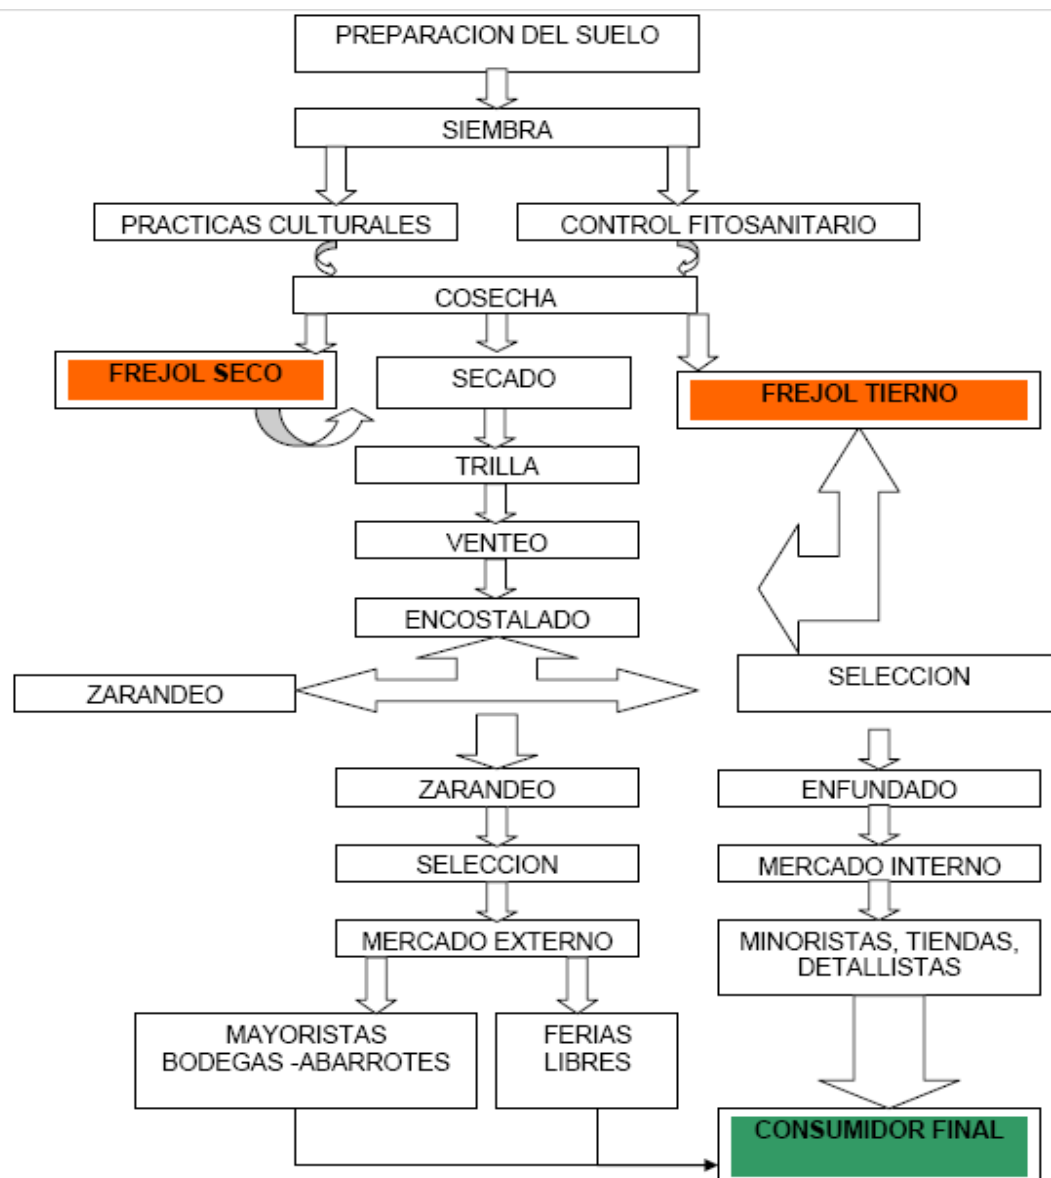 PREPARACION DEL SUELO
SIEMBRA
PRACTICAS CULTURALES
CONTROL FITOSANITARIO
COSECHA
FREJOL SECO
SECADO
FREJOL TIERNO
TRILLA
VENTEO
ENCOSTALADO
ZARANDEO
SELECCION
ZARANDEO
ENFUNDADO
SELECCION
MERCADO INTERNO
MERCADO EXTERNO
MINORISTAS, TIENDAS,
DETALLISTAS
MAYORISTAS
BODEGAS -ABARROTES
FERIAS
LIBRES
CONSUMIDOR FINAL